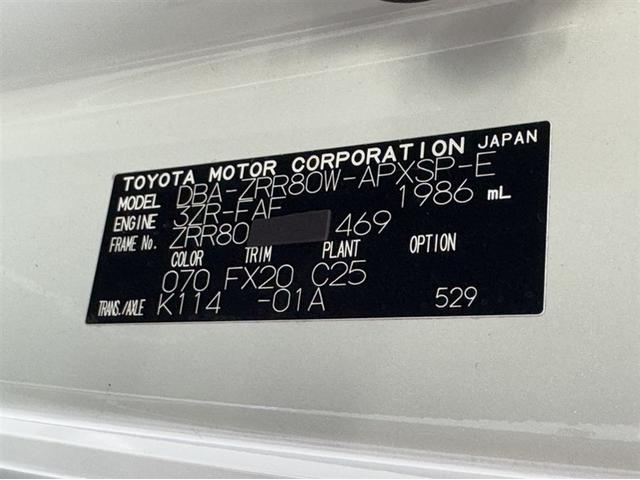 TOYOTA MOTOR CORPORATION JAPAN
MODEL DBA-ZRR80W-APXSP-E
ENGINE 3ZR-FAE 1986 mL
FRAME No. ZRR80 469
COLOR TRIM PLANT OPTION
070 FX20 C25
TRANS./AXLE K114 -01A 529